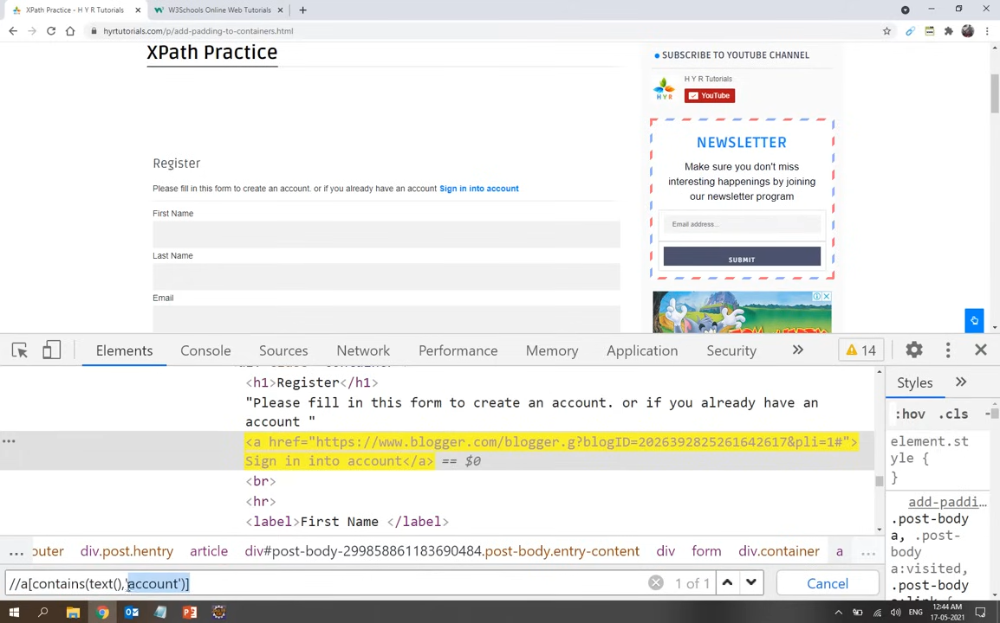 XPath Practice - H Y R Tutorials
W3Schools Online Web Tutorials
hyrtutorials.com/p/add-padding-to-containers.html
XPath Practice
SUBSCRIBE TO YOUTUBE CHANNEL
H Y R Tutorials
HYR
YouTube
NEWSLETTER
Make sure you don't miss
interesting happenings by joining
our newsletter program
Email address...
SUBMIT
Register
Please fill in this form to create an account. or if you already have an account Sign in into account
First Name
Last Name
Email
Elements Console Sources Network Performance Memory Application Security » 14
<h1>Register</h1>
"Please fill in this form to create an account. or if you already have an
account "
<a href="https://www.blogger.com/blogger.g?blogID=2026392825261642617&pli=1#">
Sign in into account</a> == $0
<br>
<hr>
<label>First Name </label>
Styles »
:hov .cls
element.st
yle {
}
add-paddi…
.post-body
a, .post-
body
a:visited,
.post-body
... outer div.post.hentry article div#post-body-299858861183690484.post-body.entry-content div form div.container a ...
//a[contains(text(),'account')]
1 of 1
Cancel
ENG
12:44 AM
17-05-2021